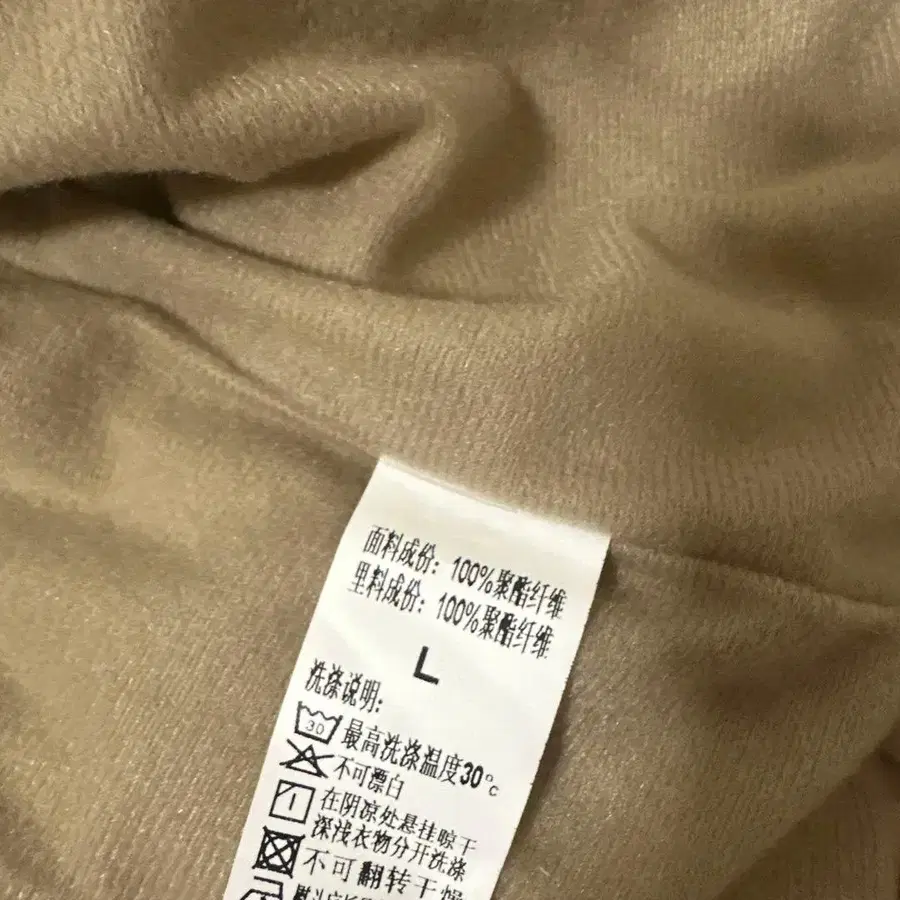 面料成份：100%聚酯纤维
里料成份：100%聚酯纤维
L
洗涤说明：
30 最高洗涤温度30°C
不可漂白
在阴凉处悬挂晾干
深浅衣物分开洗涤
不可翻转干燥